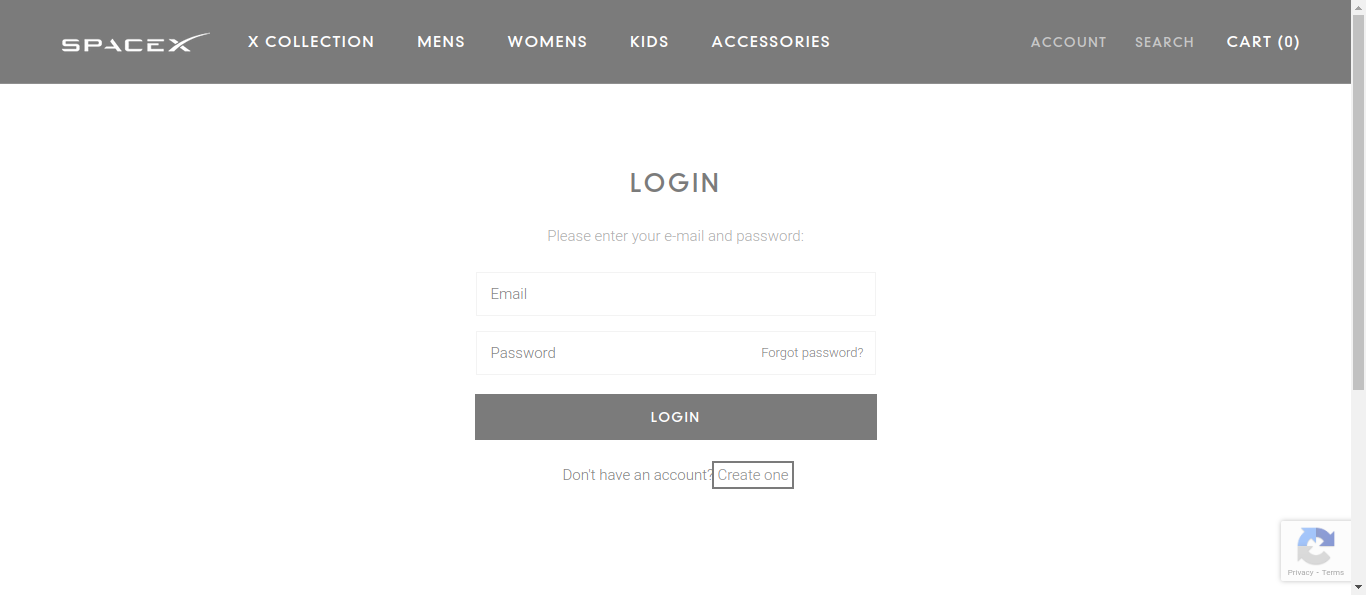 SPACEX X COLLECTION MENS WOMENS KIDS ACCESSORIES ACCOUNT SEARCH CART (0)
LOGIN
Please enter your e-mail and password:
Email
Password Forgot password?
LOGIN
Don't have an account? Create one
Privacy - Terms